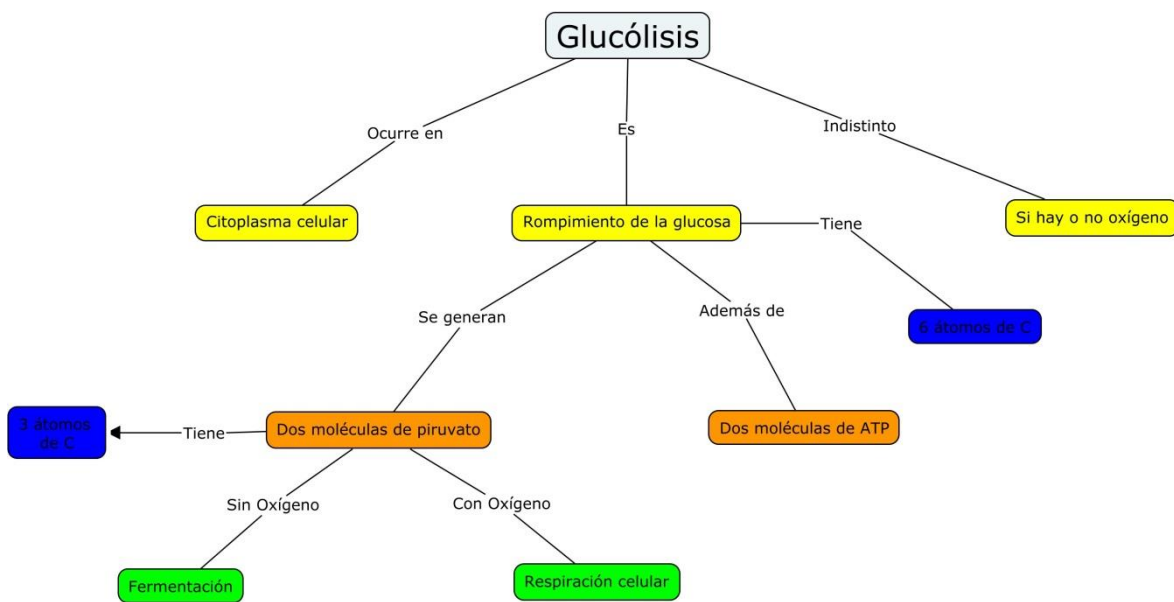 Glucólisis
Ocurre en
Es
Indistinto
Citoplasma celular
Rompimiento de la glucosa
Tiene
Si hay o no oxígeno
Se generan
Además de
6 átomos de C
3 átomos
de C
Tiene
Dos moléculas de piruvato
Dos moléculas de ATP
Sin Oxígeno
Con Oxígeno
Fermentación
Respiración celular